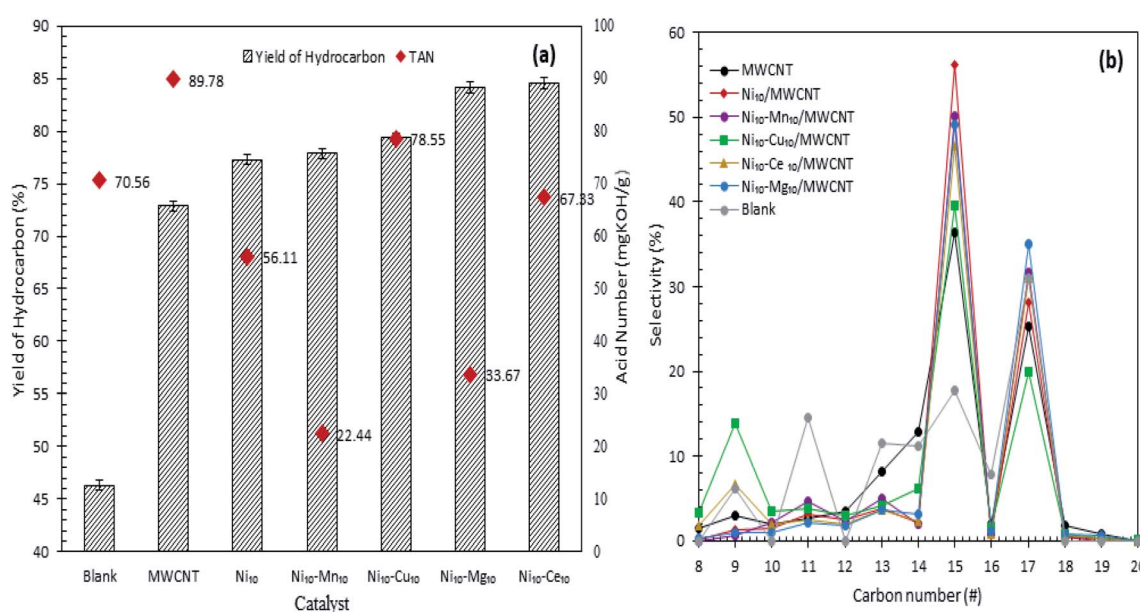 (a)
Yield of Hydrocarbon TAN
Yield of Hydrocarbon (%)
90
85
80
75
70
65
60
55
50
45
40
100
90
80
70
60
50
40
30
20
10
0
Acid Number (mgKOH/g)
70.56
89.78
56.11
22.44
78.55
33.67
67.33
Blank MWCNT Ni₁₀ Ni₁₀-Mn₁₀ Ni₁₀-Cu₁₀ Ni₁₀-Mg₁₀ Ni₁₀-Ce₁₀
Catalyst
(b)
Selectivity (%)
60
50
40
30
20
10
0
MWCNT
Ni₁₀/MWCNT
Ni₁₀-Mn₁₀/MWCNT
Ni₁₀-Cu₁₀/MWCNT
Ni₁₀-Ce ₁₀/MWCNT
Ni₁₀-Mg₁₀/MWCNT
Blank
8 9 10 11 12 13 14 15 16 17 18 19 20
Carbon number (#)